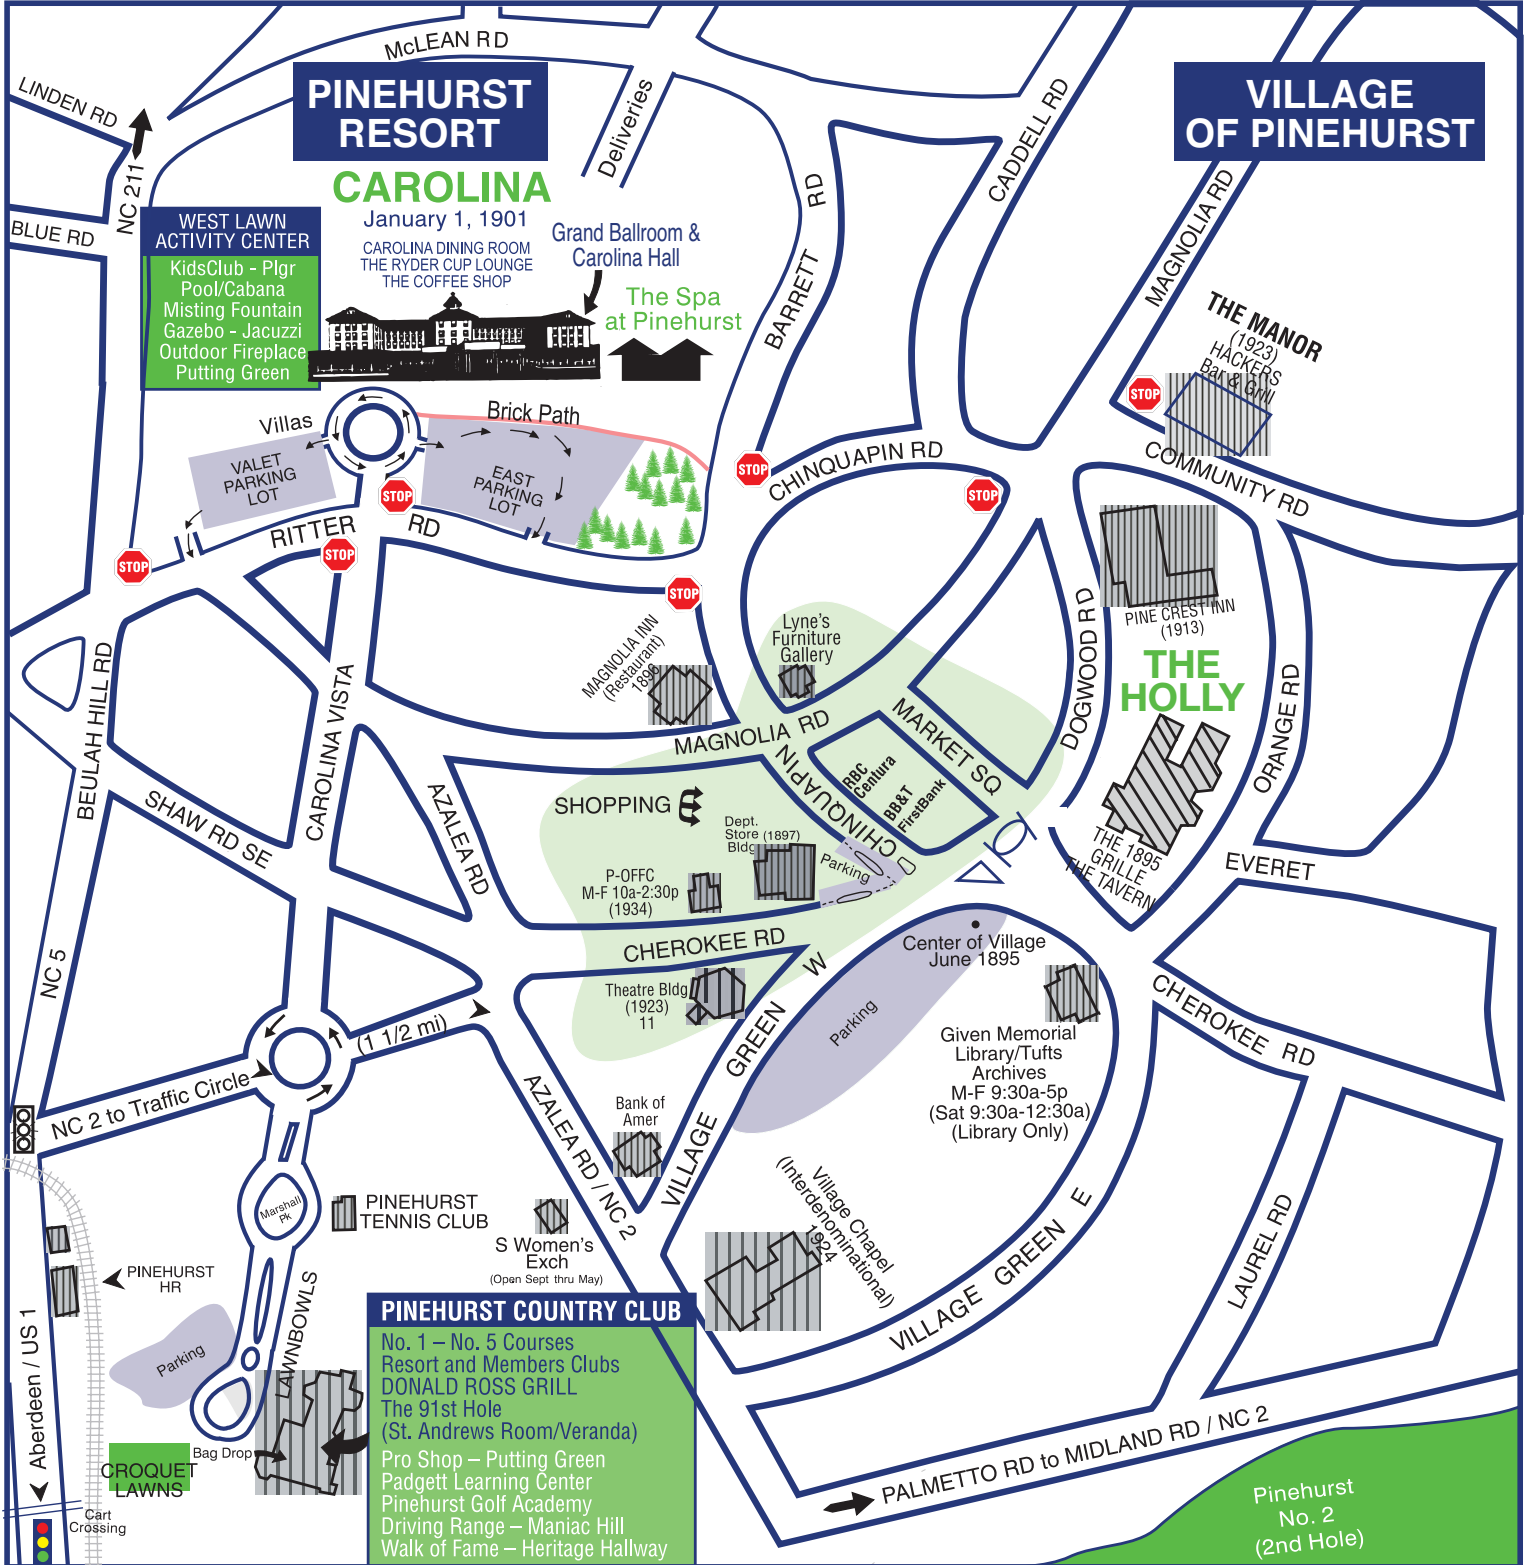 McLEAN RD
LINDEN RD
PINEHURST
RESORT
VILLAGE
OF PINEHURST
Deliveries
CADDELL RD
NC 211
BLUE RD
CAROLINA
January 1, 1901
CAROLINA DINING ROOM
THE RYDER CUP LOUNGE
THE COFFEE SHOP
Grand Ballroom &
Carolina Hall
The Spa
at Pinehurst
WEST LAWN
ACTIVITY CENTER
KidsClub - Plgr
Pool/Cabana
Misting Fountain
Gazebo - Jacuzzi
Outdoor Fireplace
Putting Green
BARRETT RD
MAGNOLIA RD
THE MANOR
(1923)
HACKERS
Bar & Grill
STOP
Villas
Brick Path
VALET
PARKING
LOT
EAST
PARKING
LOT
STOP
STOP
STOP
STOP
STOP
STOP
RITTER RD
CHINQUAPIN RD
COMMUNITY RD
PINE CREST INN
(1913)
THE
HOLLY
MAGNOLIA INN
(Restaurant)
1896
Lyne's
Furniture
Gallery
DOGWOOD RD
ORANGE RD
BEULAH HILL RD
CAROLINA VISTA
MAGNOLIA RD
MARKET SQ
CHINQUAPIN
RBC
Centura
BB&T
FirstBank
SHOPPING
SHAW RD SE
AZALEA RD
Dept.
Store (1897)
Bldg
Parking
P-OFFC
M-F 10a-2:30p
(1934)
THE 1895
GRILLE
THE TAVERN
EVERET
CHEROKEE RD
Center of Village
June 1895
NC 5
Theatre Bldg
(1923)
11
VILLAGE GREEN W
Parking
CHEROKEE RD
Given Memorial
Library/Tufts
Archives
M-F 9:30a-5p
(Sat 9:30a-12:30a)
(Library Only)
(1 1/2 mi)
NC 2 to Traffic Circle
AZALEA RD / NC 2
Bank of
Amer
Marshall
Pk
PINEHURST
TENNIS CLUB
S Women's
Exch
(Open Sept thru May)
Village Chapel
(Interdenominational)
1924
VILLAGE GREEN E
LAUREL RD
PINEHURST
HR
LAWNBOWLS
Aberdeen / US 1
Parking
Bag Drop
CROQUET
LAWNS
Cart
Crossing
PINEHURST COUNTRY CLUB
No. 1 – No. 5 Courses
Resort and Members Clubs
DONALD ROSS GRILL
The 91st Hole
(St. Andrews Room/Veranda)
Pro Shop – Putting Green
Padgett Learning Center
Pinehurst Golf Academy
Driving Range – Maniac Hill
Walk of Fame – Heritage Hallway
PALMETTO RD to MIDLAND RD / NC 2
Pinehurst
No. 2
(2nd Hole)